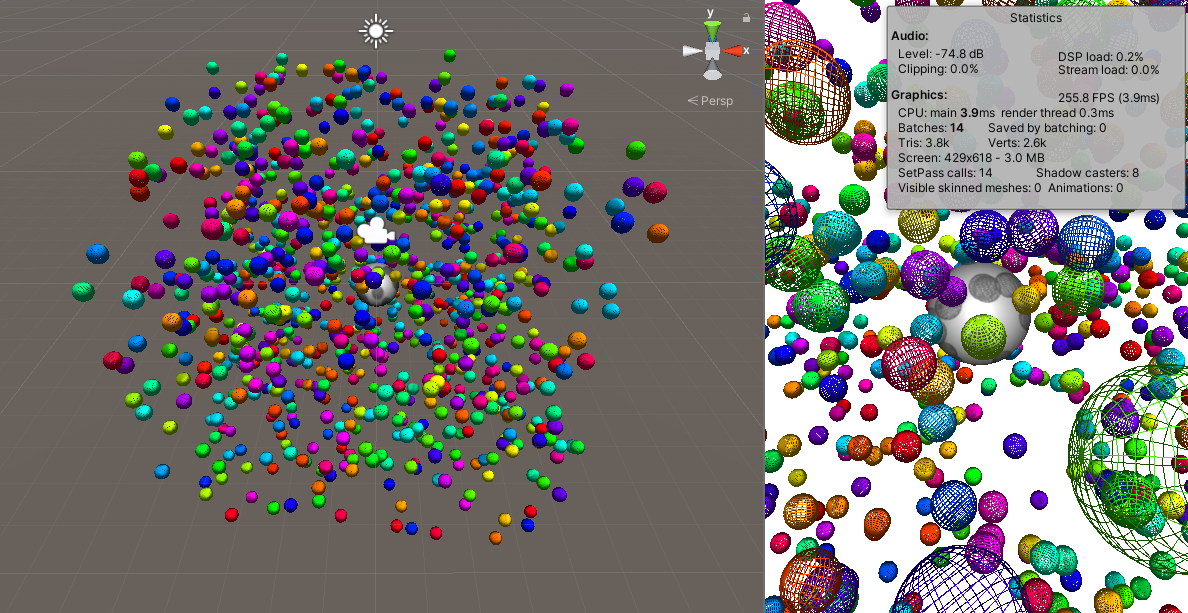 y
x
Persp
Statistics
Audio:
Level: -74.8 dB DSP load: 0.2%
Clipping: 0.0% Stream load: 0.0%
Graphics: 255.8 FPS (3.9ms)
CPU: main 3.9ms render thread 0.3ms
Batches: 14 Saved by batching: 0
Tris: 3.8k Verts: 2.6k
Screen: 429x618 - 3.0 MB
SetPass calls: 14 Shadow casters: 8
Visible skinned meshes: 0 Animations: 0